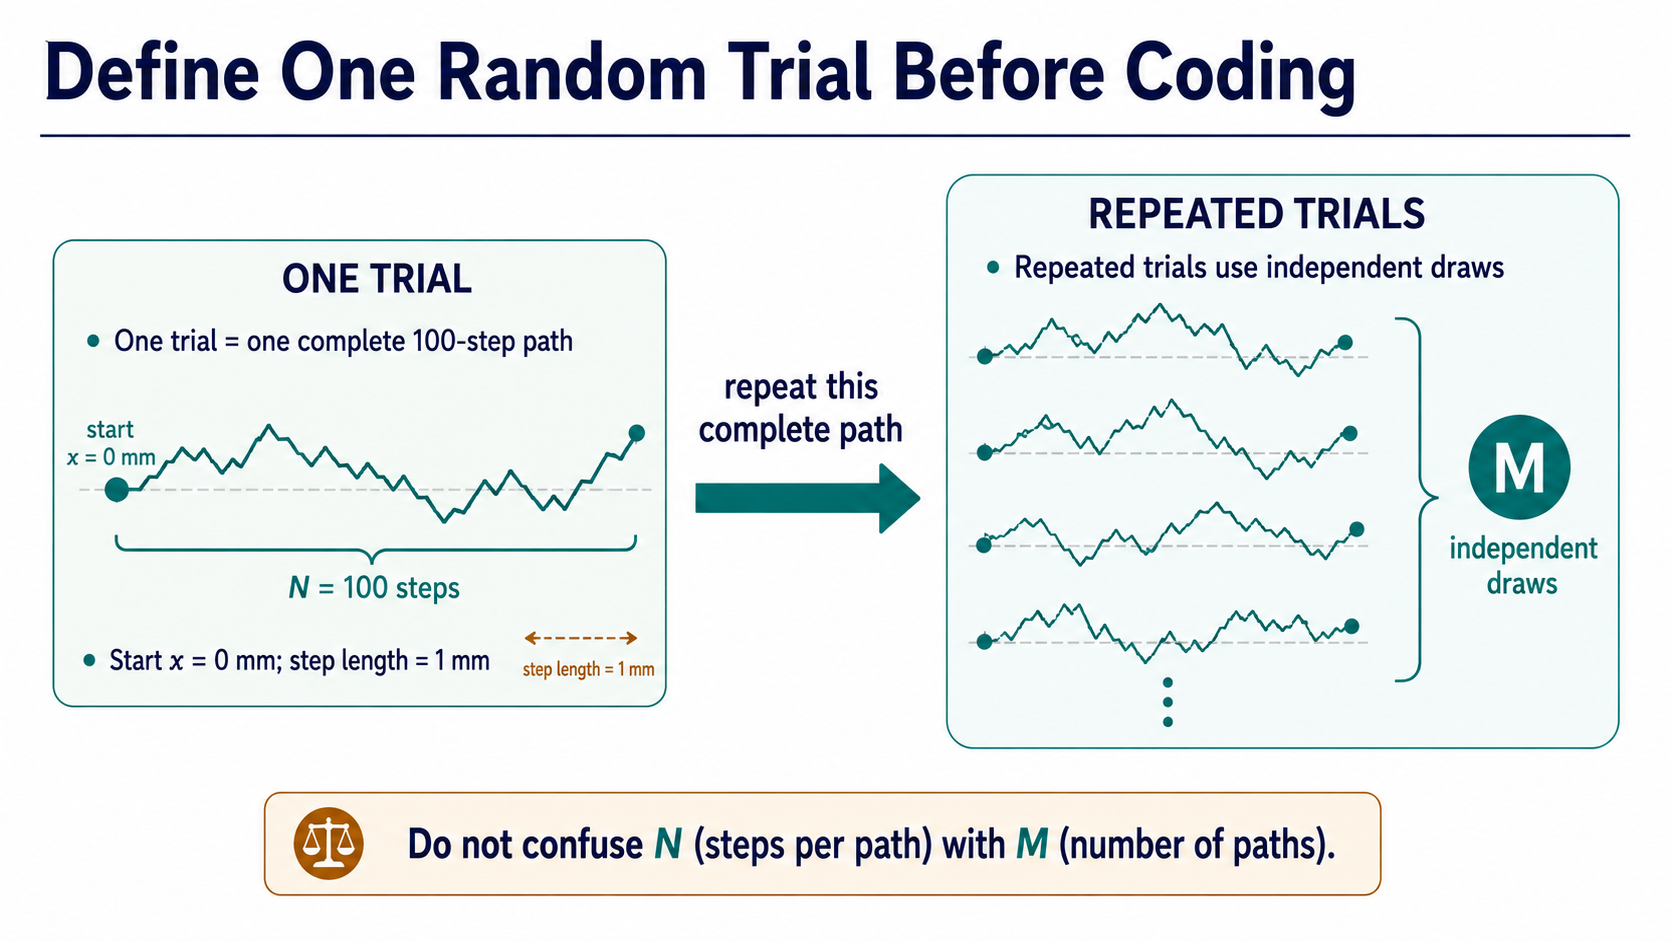 Define One Random Trial Before Coding
ONE TRIAL
• One trial = one complete 100-step path
start
x = 0 mm
N = 100 steps
• Start x = 0 mm; step length = 1 mm
step length = 1 mm
repeat this
complete path
REPEATED TRIALS
• Repeated trials use independent draws
M
independent
draws
Do not confuse N (steps per path) with M (number of paths).